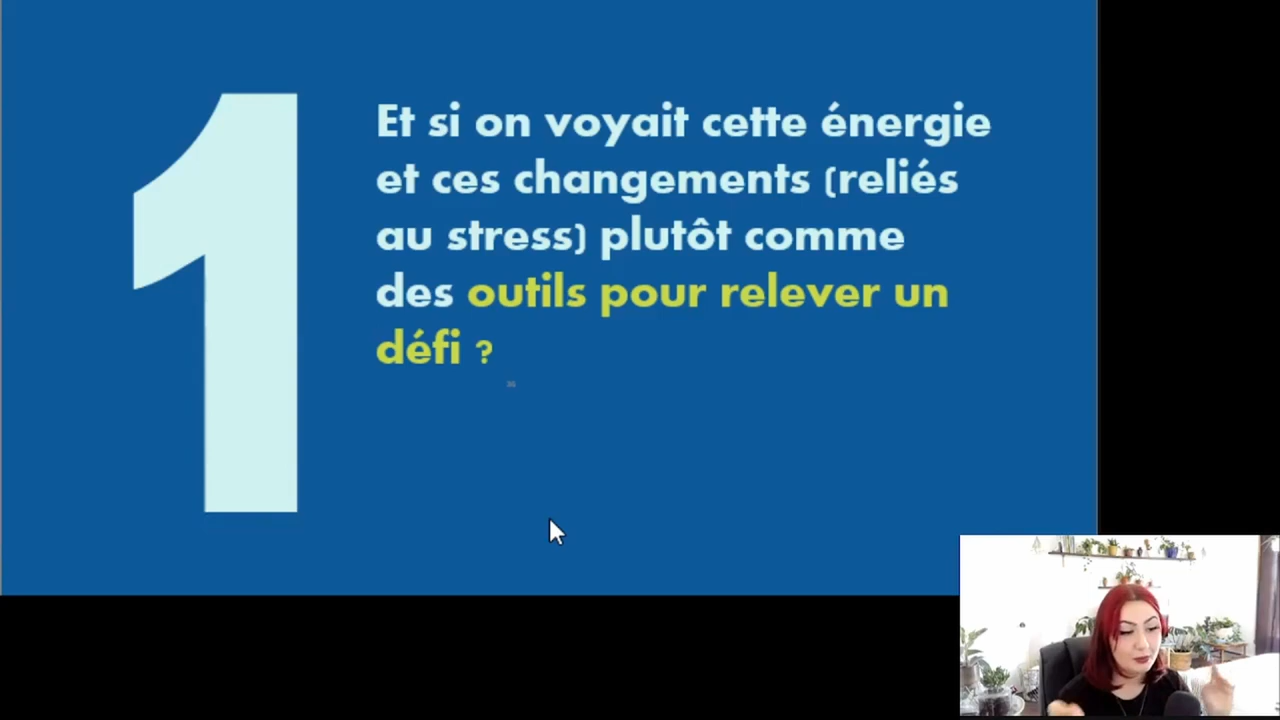 1
Et si on voyait cette énergie
et ces changements (reliés
au stress) plutôt comme
des outils pour relever un
défi ?